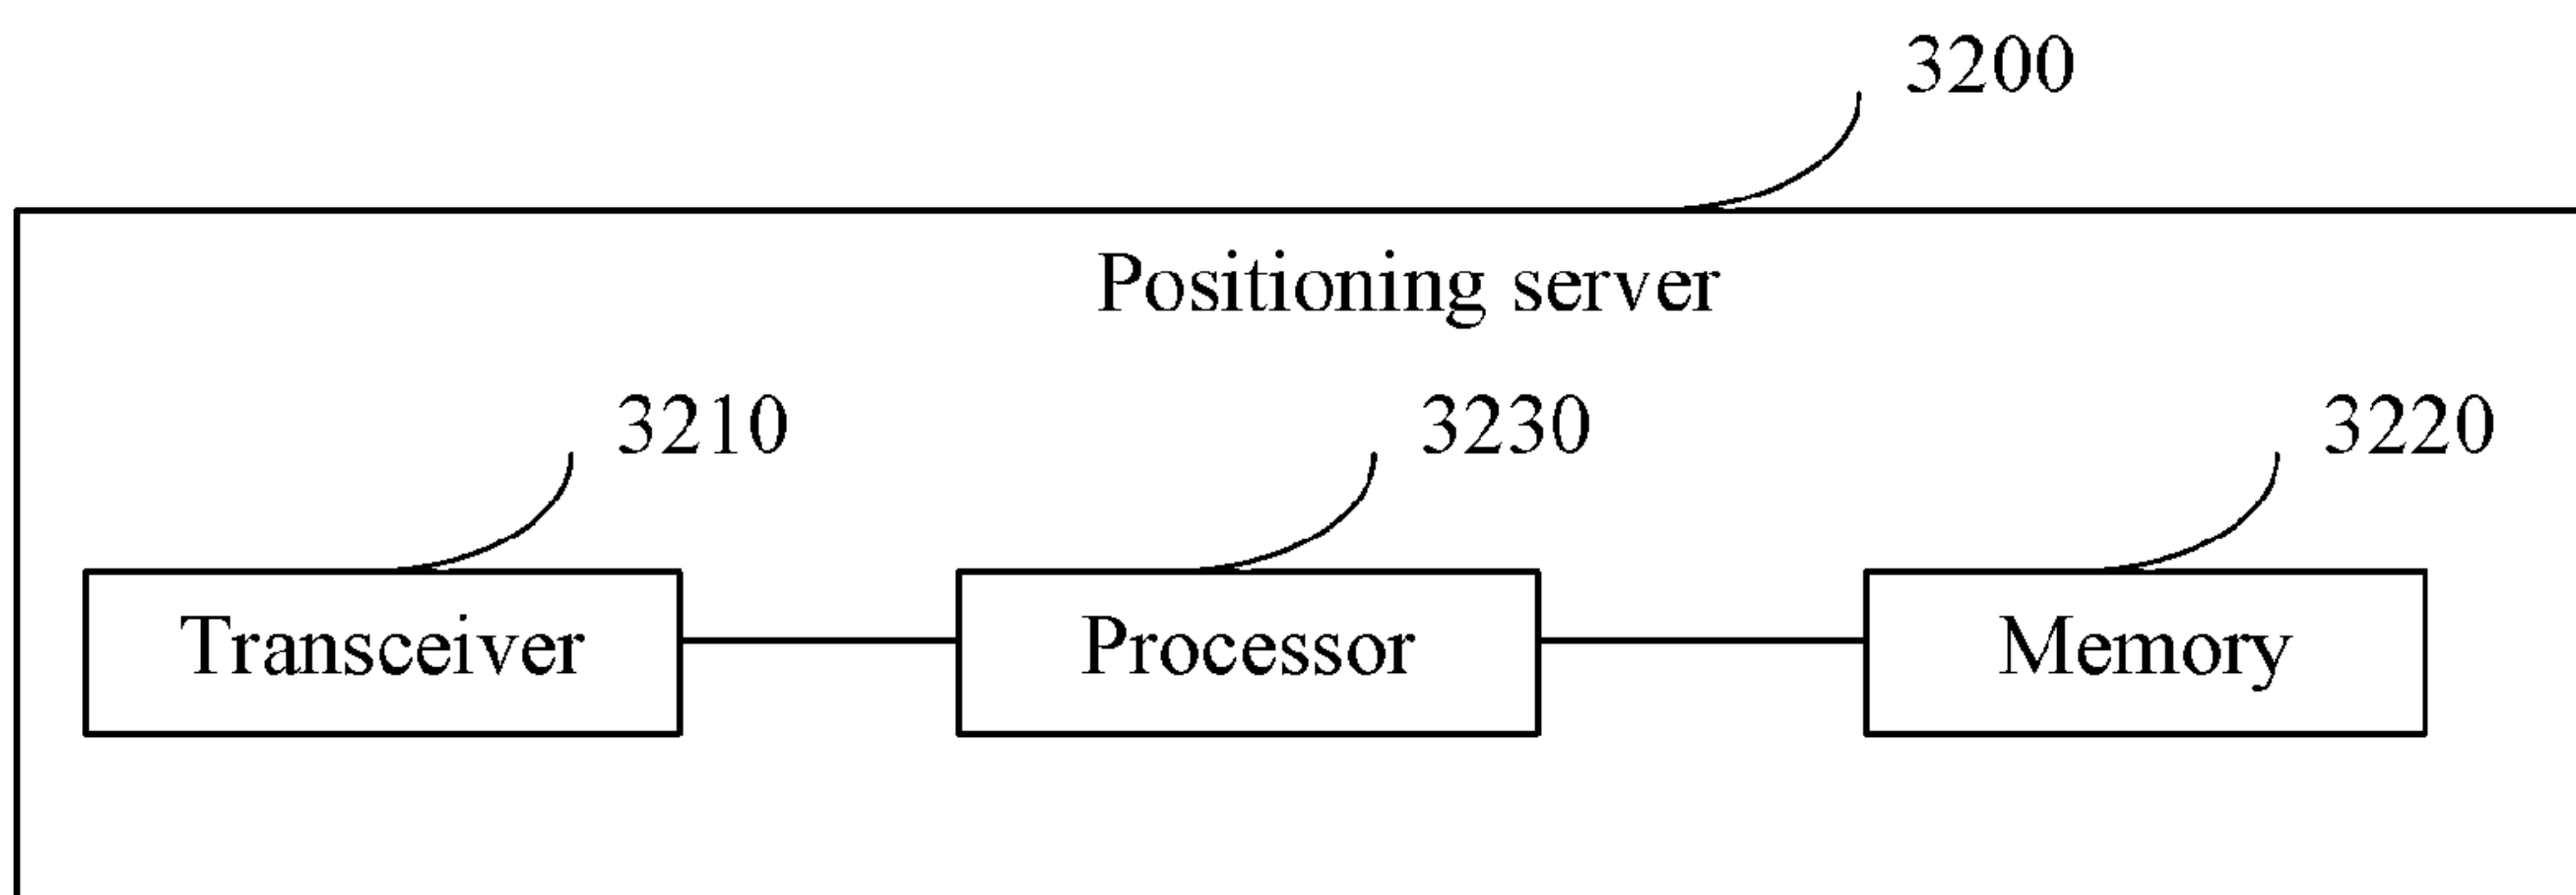 3200
Positioning server
3210
3230
3220
Transceiver
Processor
Memory